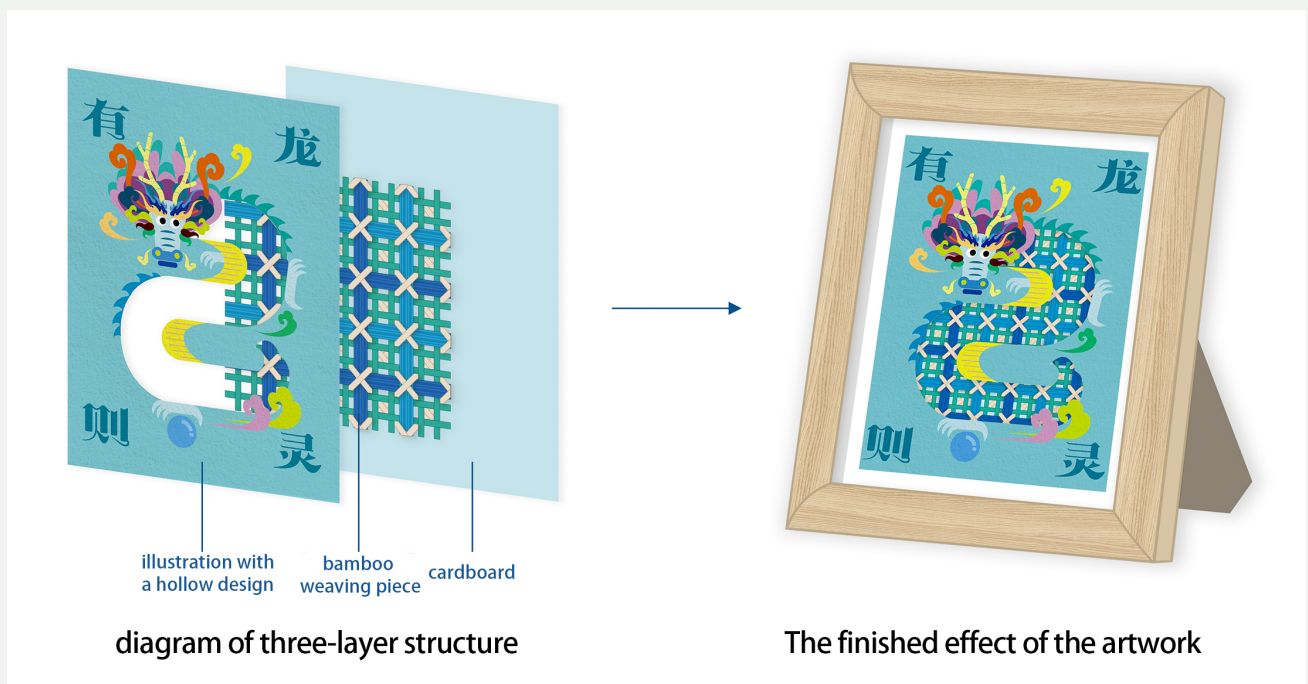 有 龙
则 灵
有 龙
则 灵
illustration with
a hollow design
bamboo
weaving piece
cardboard
diagram of three-layer structure
The finished effect of the artwork